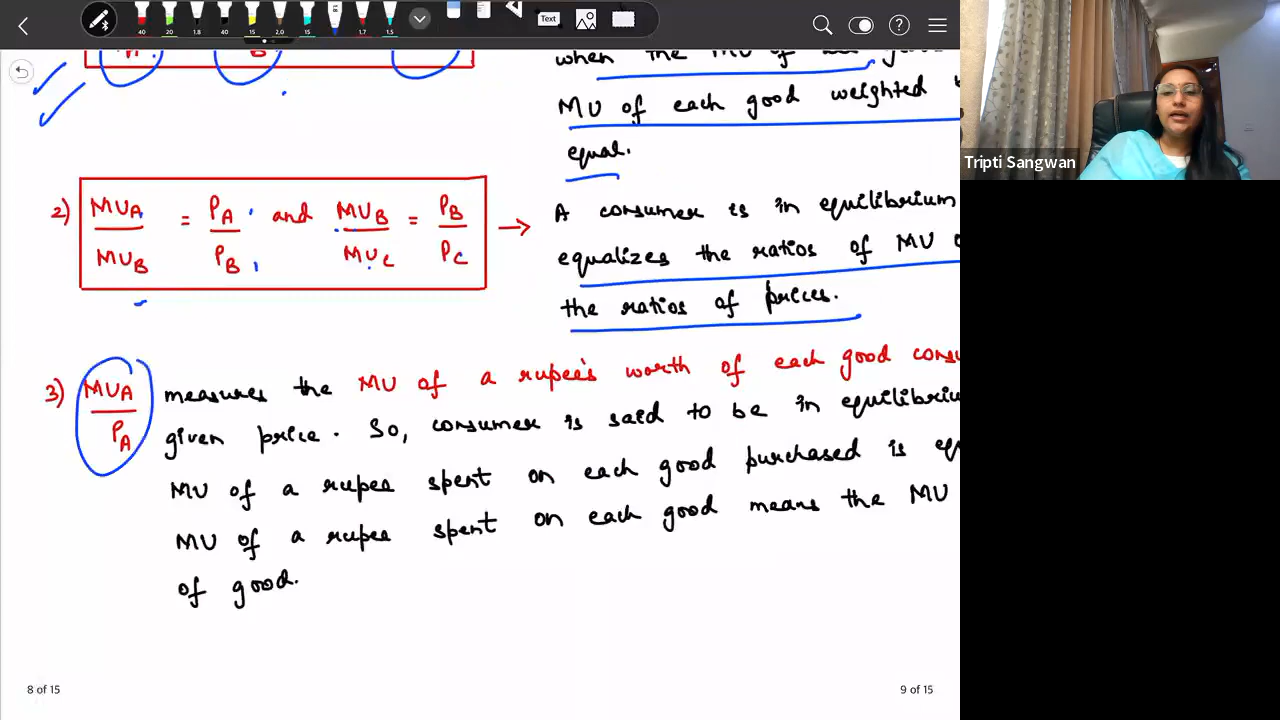 40 20 1.8 40 15 2.0 15 1.8 1.7 1.5
Text
A B
when the MU of good
MU of each good weighted
equal.
2) MUA / MUB = PA / PB and MUB / MUC = PB / PC →
A consumer is in equilibrium
equalizes the ratios of MU
the ratios of prices.
3) MUA / PA measures the MU of a rupee's worth of each good
given price. So, consumer is said to be in
MU of a rupee spent on each good purchased is
MU of a rupee spent on each good means the MU
of good.
8 of 15
9 of 15
Tripti Sangwan